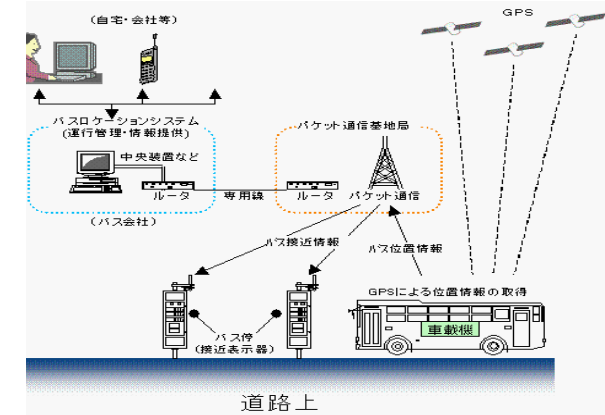 (自宅・会社等)
GPS
バスロケーションシステム
(運行管理・情報提供)
パケット通信基地局
中央装置など
ルータ
専用線
ルータ
パケット通信
(バス会社)
バス接近情報
バス位置情報
GPSによる位置情報の取得
車載機
バス停
(接近表示器)
道路上